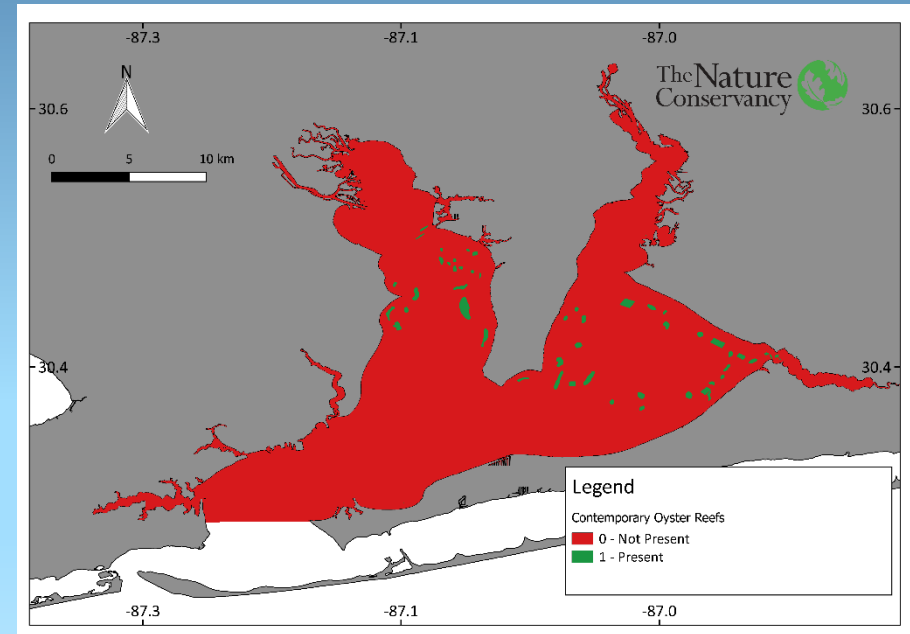 -87.3 -87.1 -87.0
N
The Nature
Conservancy
30.6 30.6
0 5 10 km
30.4 30.4
Legend
Contemporary Oyster Reefs
0 - Not Present
1 - Present
-87.3 -87.1 -87.0